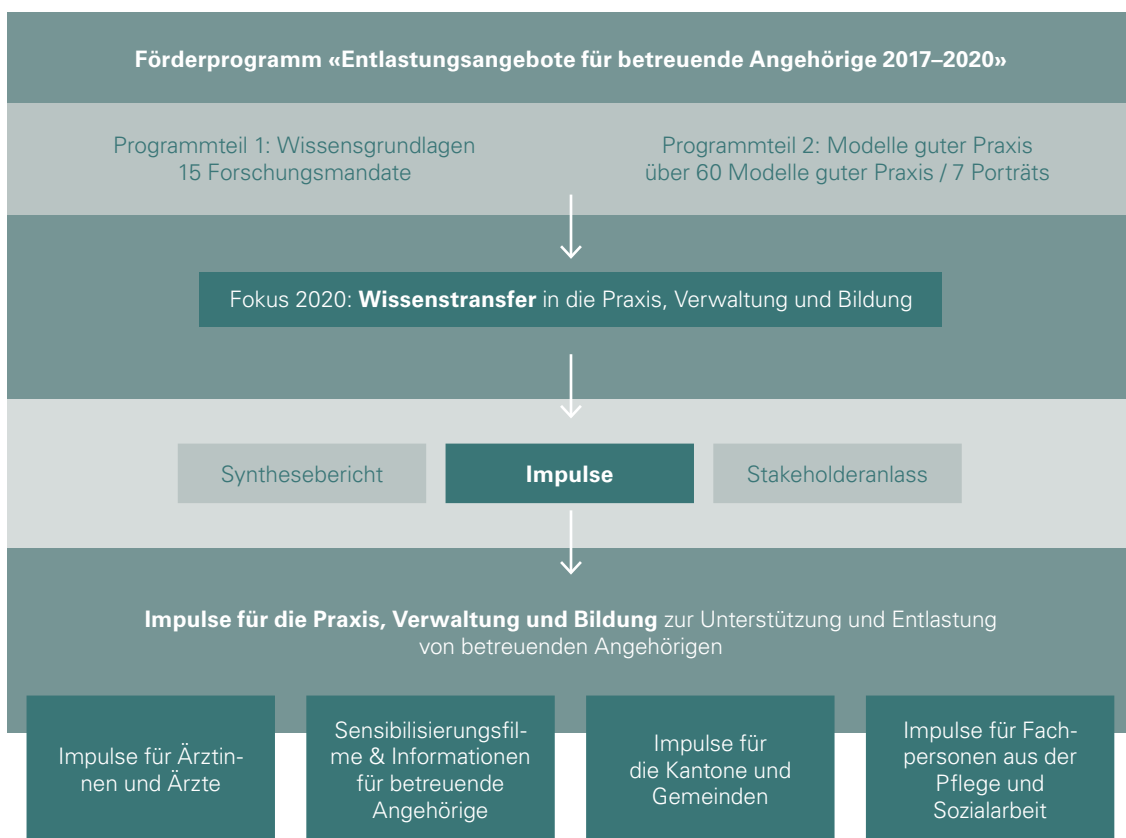 Förderprogramm «Entlastungsangebote für betreuende Angehörige 2017–2020»
Programmteil 1: Wissensgrundlagen
15 Forschungsmandate
Programmteil 2: Modelle guter Praxis
über 60 Modelle guter Praxis / 7 Porträts
Fokus 2020: Wissenstransfer in die Praxis, Verwaltung und Bildung
Synthesebericht
Impulse
Stakeholderanlass
Impulse für die Praxis, Verwaltung und Bildung zur Unterstützung und Entlastung
von betreuenden Angehörigen
Impulse für Ärztin-
nen und Ärzte
Sensibilisierungsfil-
me & Informationen
für betreuende
Angehörige
Impulse für
die Kantone und
Gemeinden
Impulse für Fach-
personen aus der
Pflege und
Sozialarbeit